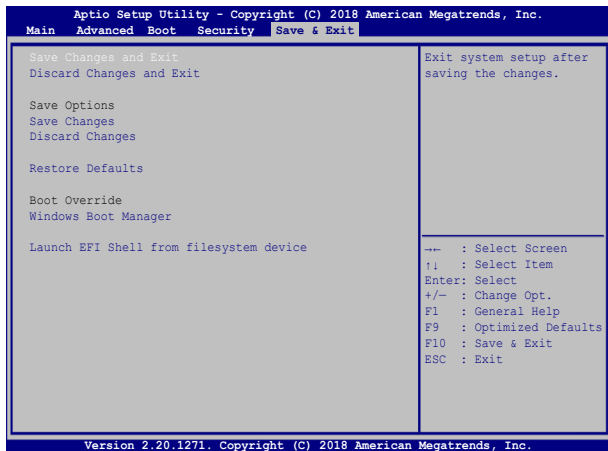 Aptio Setup Utility - Copyright (C) 2018 American Megatrends, Inc.
Main Advanced Boot Security Save & Exit
Save Changes and Exit
Discard Changes and Exit
Save Options
Save Changes
Discard Changes
Restore Defaults
Boot Override
Windows Boot Manager
Launch EFI Shell from filesystem device
Exit system setup after
saving the changes.
→← : Select Screen
↑↓ : Select Item
Enter: Select
+/— : Change Opt.
F1 : General Help
F9 : Optimized Defaults
F10 : Save & Exit
ESC : Exit
Version 2.20.1271. Copyright (C) 2018 American Megatrends, Inc.